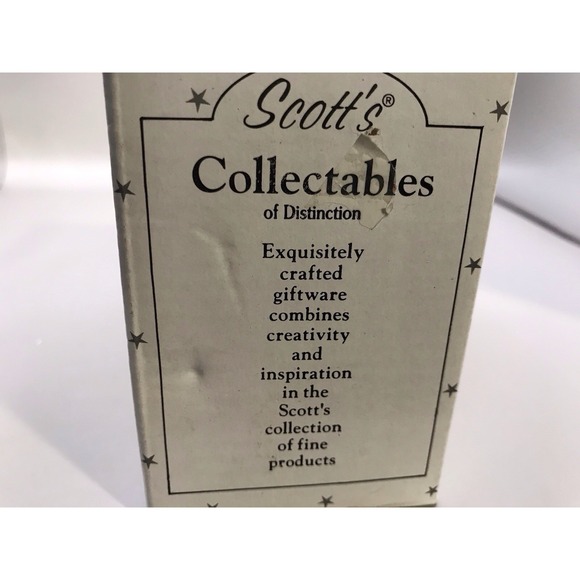 Scott's®
Collectables
of Distinction
Exquisitely
crafted
giftware
combines
creativity
and
inspiration
in the
Scott's
collection
of fine
products